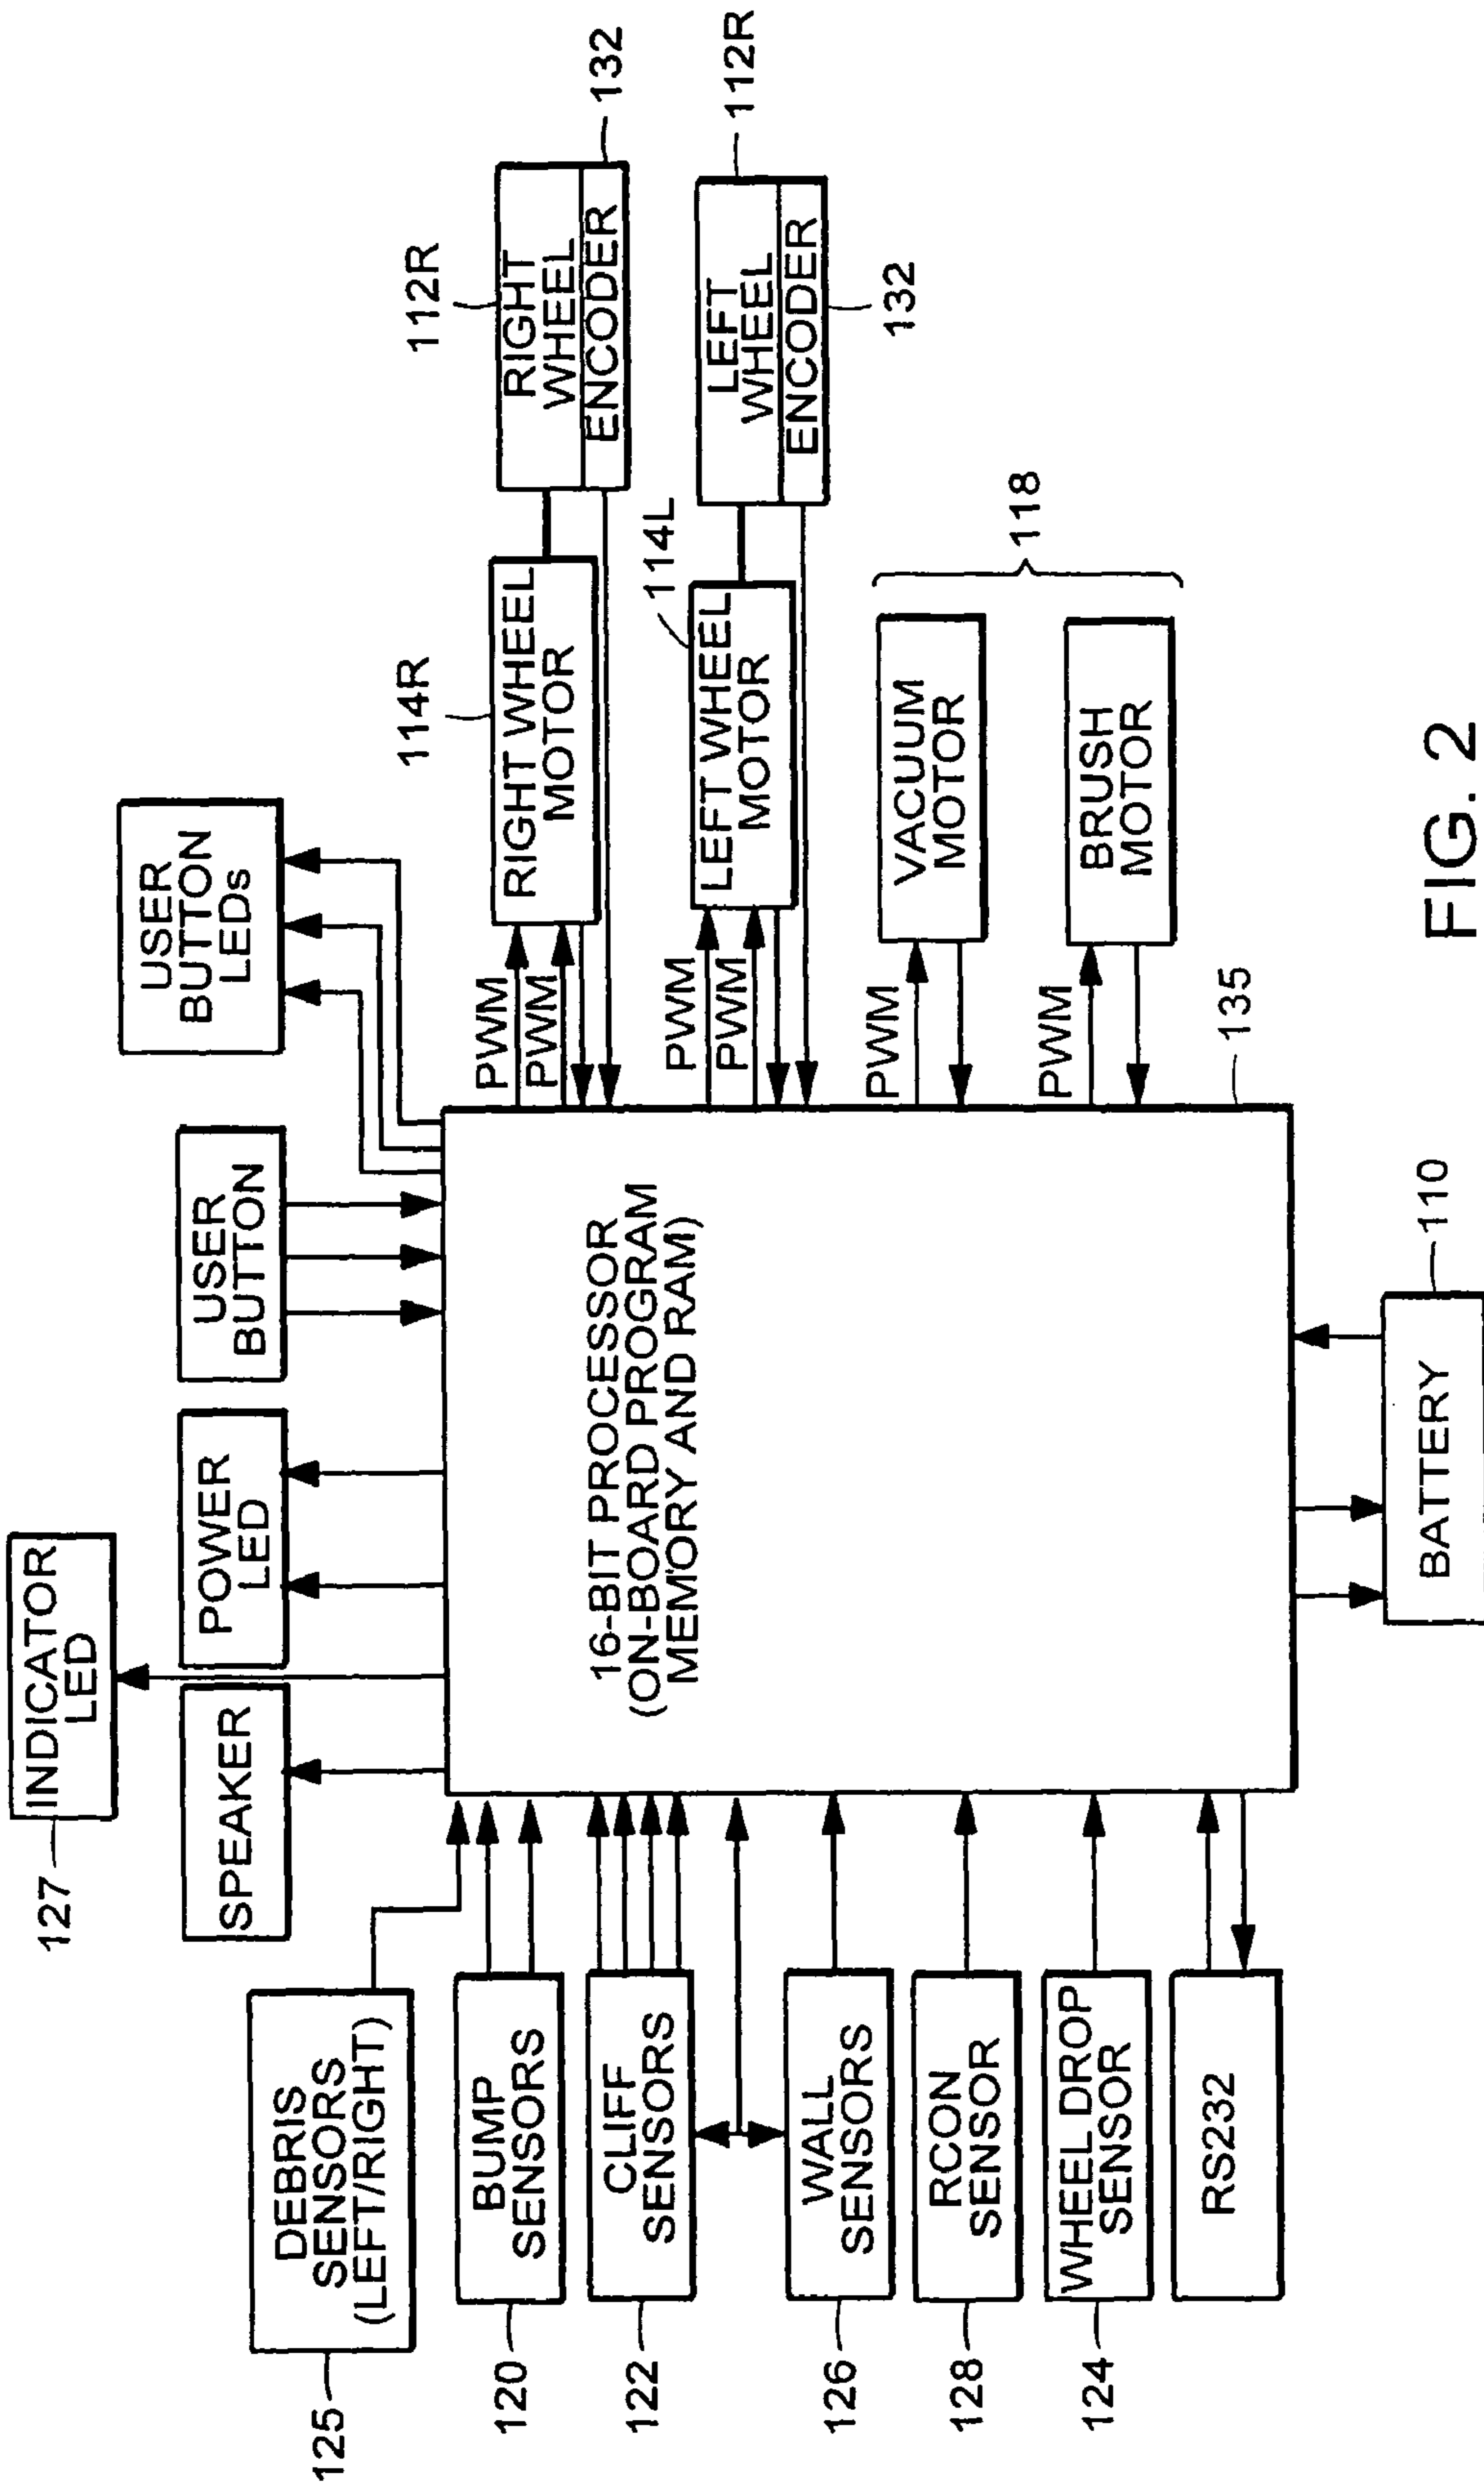 127
INDICATOR
LED
SPEAKER
POWER
LED
USER
BUTTON
USER
BUTTON
LEDs
125
DEBRIS
SENSORS
(LEFT/RIGHT)
120
BUMP
SENSORS
122
CLIFF
SENSORS
126
WALL
SENSORS
128
RCON
SENSOR
124
WHEEL DROP
SENSOR
RS232
16-BIT PROCESSOR
(ON-BOARD PROGRAM
MEMORY AND RAM)
135
BATTERY
110
PWM
PWM
114R
RIGHT WHEEL
MOTOR
112R
RIGHT
WHEEL
ENCODER
132
PWM
PWM
114L
LEFT WHEEL
MOTOR
LEFT
WHEEL
ENCODER
112R
132
PWM
VACUUM
MOTOR
PWM
BRUSH
MOTOR
118
FIG. 2